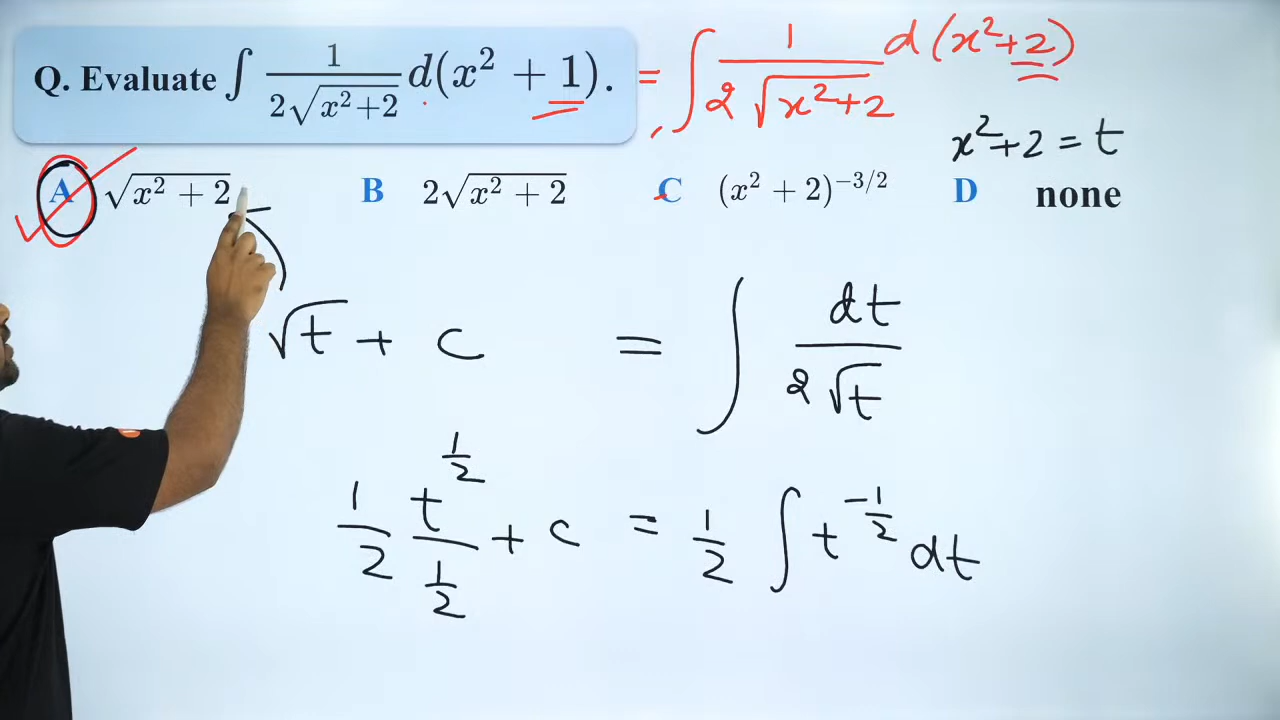 Q. Evaluate ∫ 1/(2√(x²+2)) d(x² + 1). = ∫ 1/(2√(x²+2)) d(x²+2)
x²+2 = t
A √(x² + 2) B 2√(x² + 2) C (x² + 2)^(−3/2) D none
√t + c = ∫ dt/(2√t)
1/2 t^(1/2)/(1/2) + c = 1/2 ∫ t^(−1/2) dt